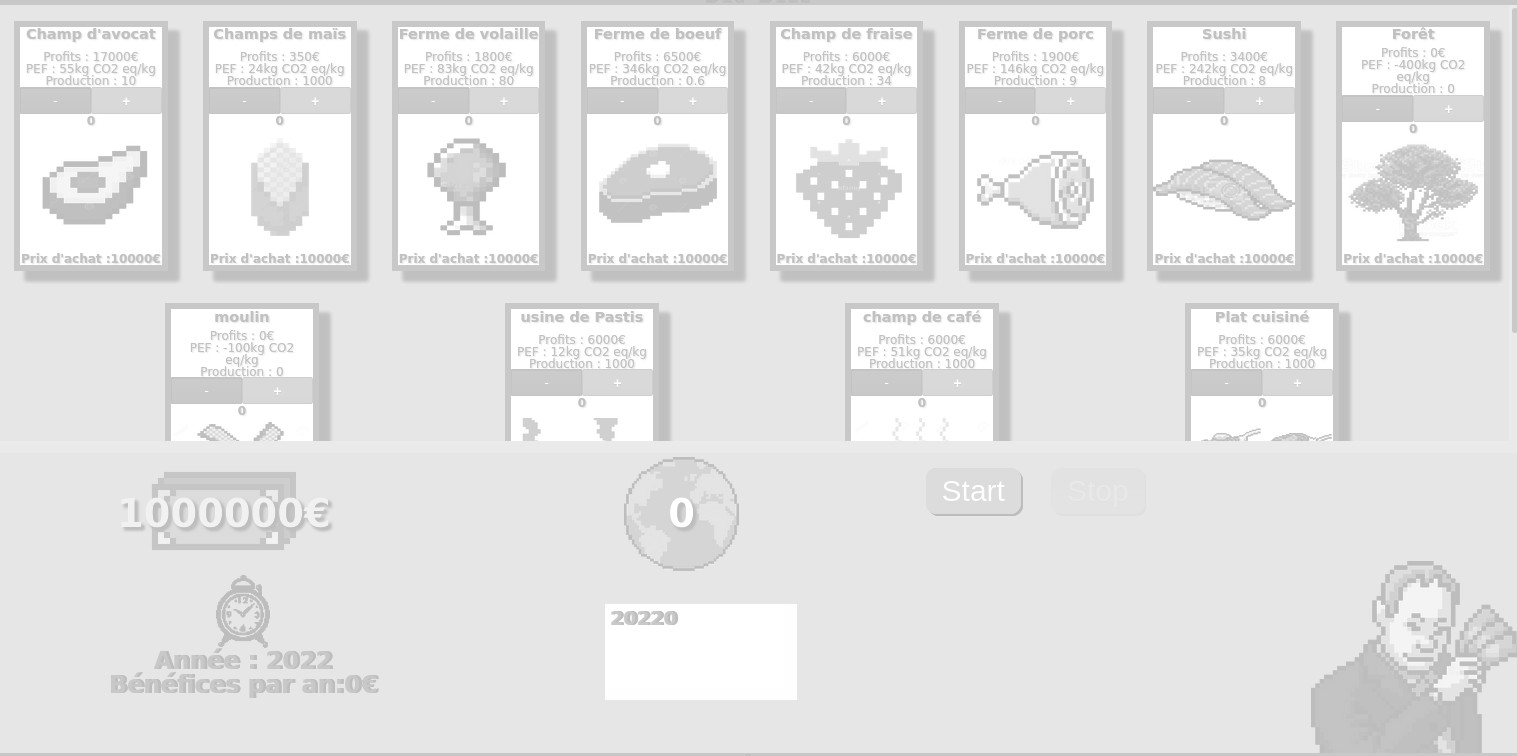 Champ d'avocat
Profits : 17000€
PEF : 55kg CO2 eq/kg
Production : 10
- +
0
Prix d'achat :10000€
Champs de maïs
Profits : 350€
PEF : 24kg CO2 eq/kg
Production : 1000
- +
0
Prix d'achat :10000€
Ferme de volaille
Profits : 1800€
PEF : 83kg CO2 eq/kg
Production : 80
- +
0
Prix d'achat :10000€
Ferme de boeuf
Profits : 6500€
PEF : 346kg CO2 eq/kg
Production : 0.6
- +
0
Prix d'achat :10000€
Champ de fraise
Profits : 6000€
PEF : 42kg CO2 eq/kg
Production : 34
- +
0
Prix d'achat :10000€
Ferme de porc
Profits : 1900€
PEF : 146kg CO2 eq/kg
Production : 9
- +
0
Prix d'achat :10000€
Sushi
Profits : 3400€
PEF : 242kg CO2 eq/kg
Production : 8
- +
0
Prix d'achat :10000€
Forêt
Profits : 0€
PEF : -400kg CO2
eq/kg
Production : 0
- +
0
Prix d'achat :10000€
moulin
Profits : 0€
PEF : -100kg CO2
eq/kg
Production : 0
- +
0
usine de Pastis
Profits : 6000€
PEF : 12kg CO2 eq/kg
Production : 1000
- +
0
champ de café
Profits : 6000€
PEF : 51kg CO2 eq/kg
Production : 1000
- +
0
Plat cuisiné
Profits : 6000€
PEF : 35kg CO2 eq/kg
Production : 1000
- +
0
1000000€
0
Start Stop
20220
Année : 2022
Bénéfices par an:0€